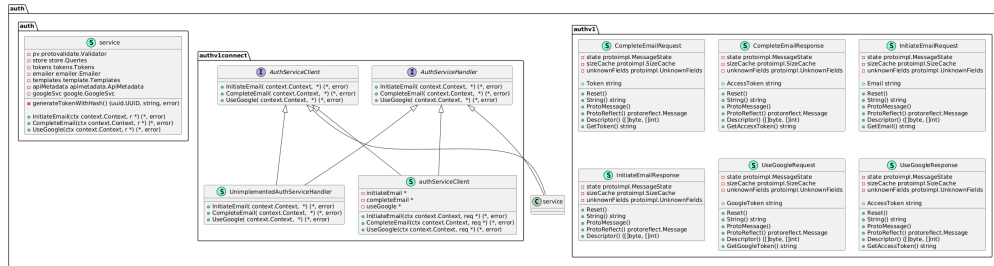 auth
auth
S service
pv protovalidate.Validator
store store.Queries
tokens tokens.Tokens
emailer emailer.Emailer
templates template.Templates
apiMetadata apimetadata.ApiMetadata
googleSvc google.GoogleSvc
generateTokenWithHash() (uuid.UUID, string, error)
InitiateEmail(ctx context.Context, r *) (*, error)
CompleteEmail(ctx context.Context, r *) (*, error)
UseGoogle(ctx context.Context, r *) (*, error)
authv1connect
I AuthServiceClient
InitiateEmail( context.Context, *) (*, error)
CompleteEmail( context.Context, *) (*, error)
UseGoogle( context.Context, *) (*, error)
I AuthServiceHandler
InitiateEmail( context.Context, *) (*, error)
CompleteEmail( context.Context, *) (*, error)
UseGoogle( context.Context, *) (*, error)
S UnimplementedAuthServiceHandler
InitiateEmail( context.Context, *) (*, error)
CompleteEmail( context.Context, *) (*, error)
UseGoogle( context.Context, *) (*, error)
S authServiceClient
initiateEmail *
completeEmail *
useGoogle *
InitiateEmail(ctx context.Context, req *) (*, error)
CompleteEmail(ctx context.Context, req *) (*, error)
UseGoogle(ctx context.Context, req *) (*, error)
C service
authv1
S CompleteEmailRequest
state protoimpl.MessageState
sizeCache protoimpl.SizeCache
unknownFields protoimpl.UnknownFields
Token string
Reset()
String() string
ProtoMessage()
ProtoReflect() protoreflect.Message
Descriptor() ([]byte, []int)
GetToken() string
S CompleteEmailResponse
state protoimpl.MessageState
sizeCache protoimpl.SizeCache
unknownFields protoimpl.UnknownFields
AccessToken string
Reset()
String() string
ProtoMessage()
ProtoReflect() protoreflect.Message
Descriptor() ([]byte, []int)
GetAccessToken() string
S InitiateEmailRequest
state protoimpl.MessageState
sizeCache protoimpl.SizeCache
unknownFields protoimpl.UnknownFields
Email string
Reset()
String() string
ProtoMessage()
ProtoReflect() protoreflect.Message
Descriptor() ([]byte, []int)
GetEmail() string
S InitiateEmailResponse
state protoimpl.MessageState
sizeCache protoimpl.SizeCache
unknownFields protoimpl.UnknownFields
Reset()
String() string
ProtoMessage()
ProtoReflect() protoreflect.Message
Descriptor() ([]byte, []int)
S UseGoogleRequest
state protoimpl.MessageState
sizeCache protoimpl.SizeCache
unknownFields protoimpl.UnknownFields
GoogleToken string
Reset()
String() string
ProtoMessage()
ProtoReflect() protoreflect.Message
Descriptor() ([]byte, []int)
GetGoogleToken() string
S UseGoogleResponse
state protoimpl.MessageState
sizeCache protoimpl.SizeCache
unknownFields protoimpl.UnknownFields
AccessToken string
Reset()
String() string
ProtoMessage()
ProtoReflect() protoreflect.Message
Descriptor() ([]byte, []int)
GetAccessToken() string